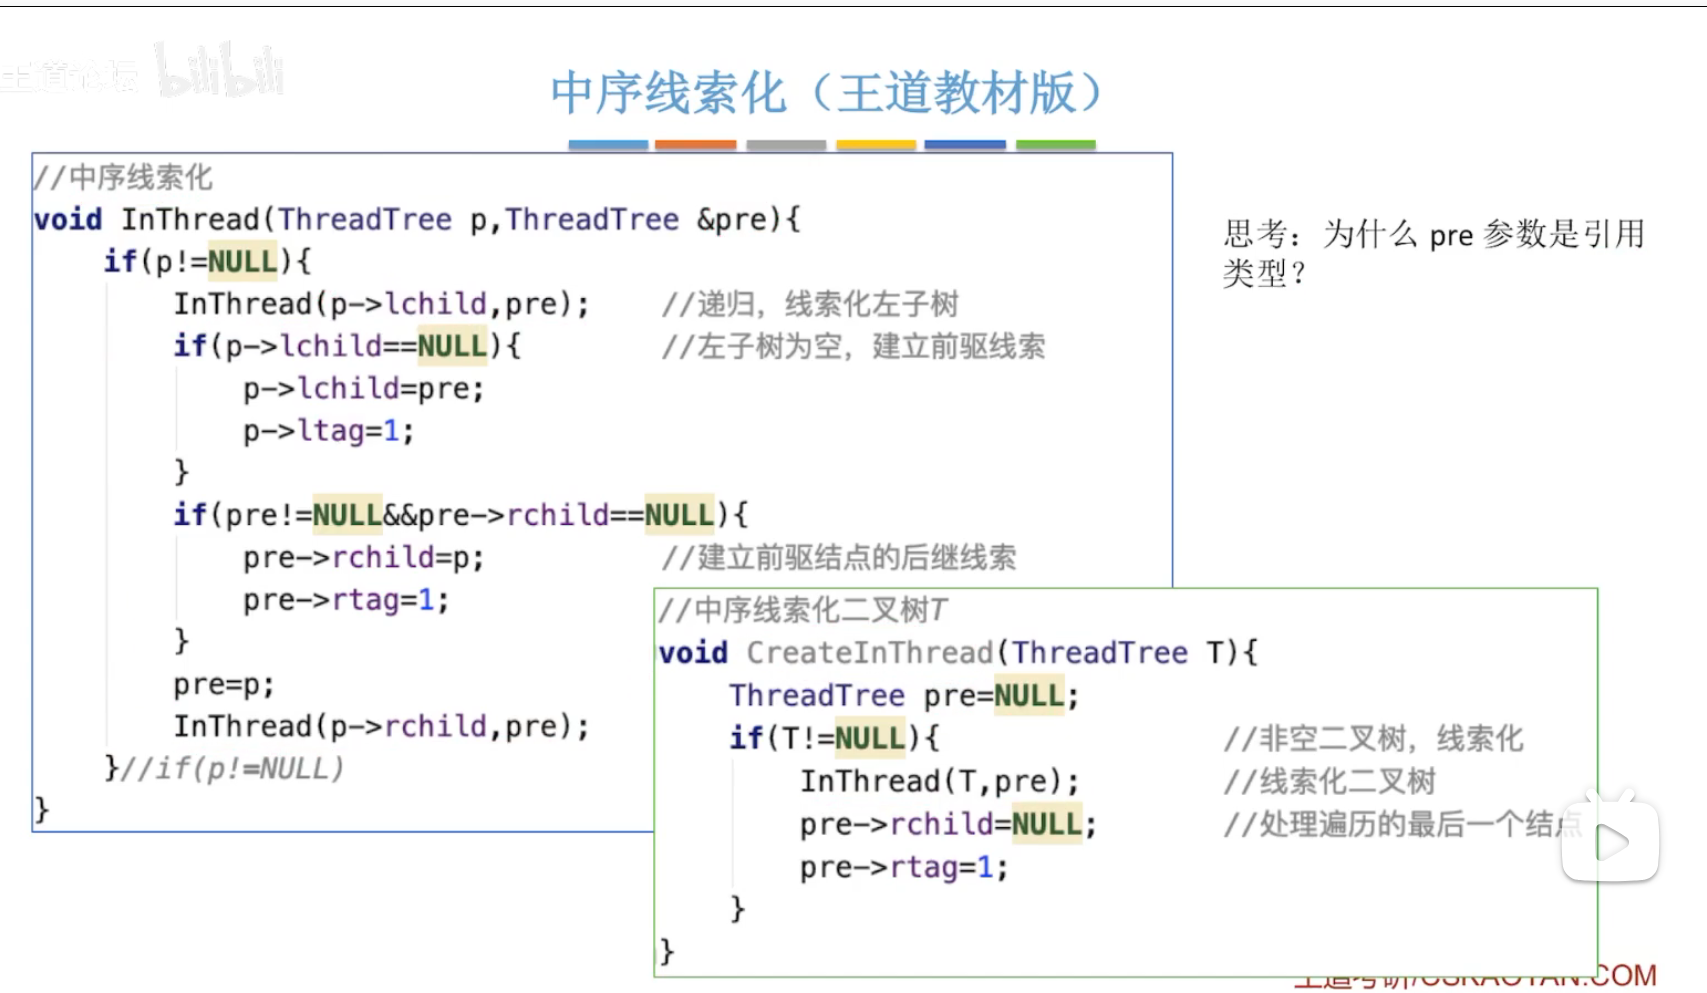 王道论坛 bilibili
中序线索化（王道教材版）
//中序线索化
void InThread(ThreadTree p,ThreadTree &pre){
if(p!=NULL){
InThread(p->lchild,pre); //递归，线索化左子树
if(p->lchild==NULL){ //左子树为空，建立前驱线索
p->lchild=pre;
p->ltag=1;
}
if(pre!=NULL&&pre->rchild==NULL){
pre->rchild=p; //建立前驱结点的后继线索
pre->rtag=1;
}
pre=p;
InThread(p->rchild,pre);
}//if(p!=NULL)
}
思考：为什么 pre 参数是引用
类型？
//中序线索化二叉树T
void CreateInThread(ThreadTree T){
ThreadTree pre=NULL;
if(T!=NULL){ //非空二叉树，线索化
InThread(T,pre); //线索化二叉树
pre->rchild=NULL; //处理遍历的最后一个结点
pre->rtag=1;
}
}
王道考研/CSKAOYAN.COM